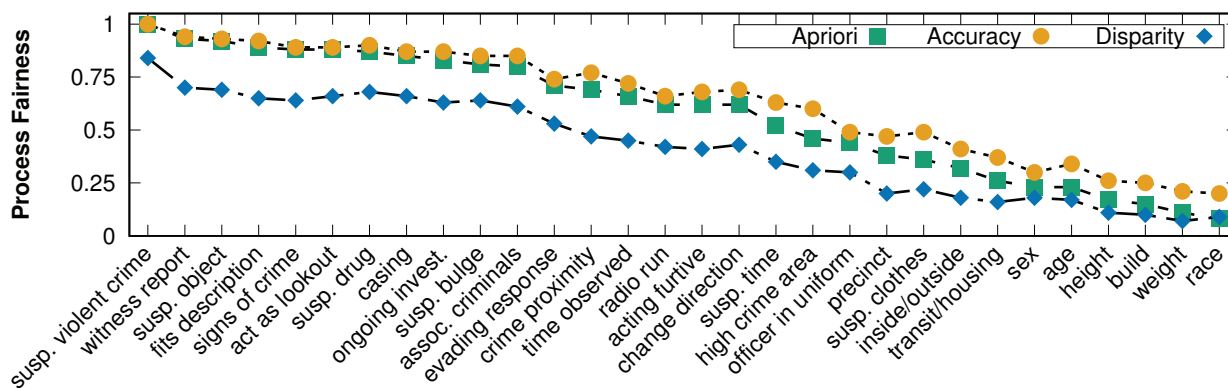 Process Fairness
1
0.75
0.5
0.25
0
Apriori Accuracy Disparity
susp. violent crime
witness report
susp. object
fits description
signs of crime
act as lookout
susp. drug
casing
ongoing invest.
susp. bulge
assoc. criminals
evading response
crime proximity
time observed
radio run
acting furtive
change direction
susp. time
high crime area
officer in uniform
precinct
susp. clothes
inside/outside
transit/housing
sex
age
height
build
weight
race